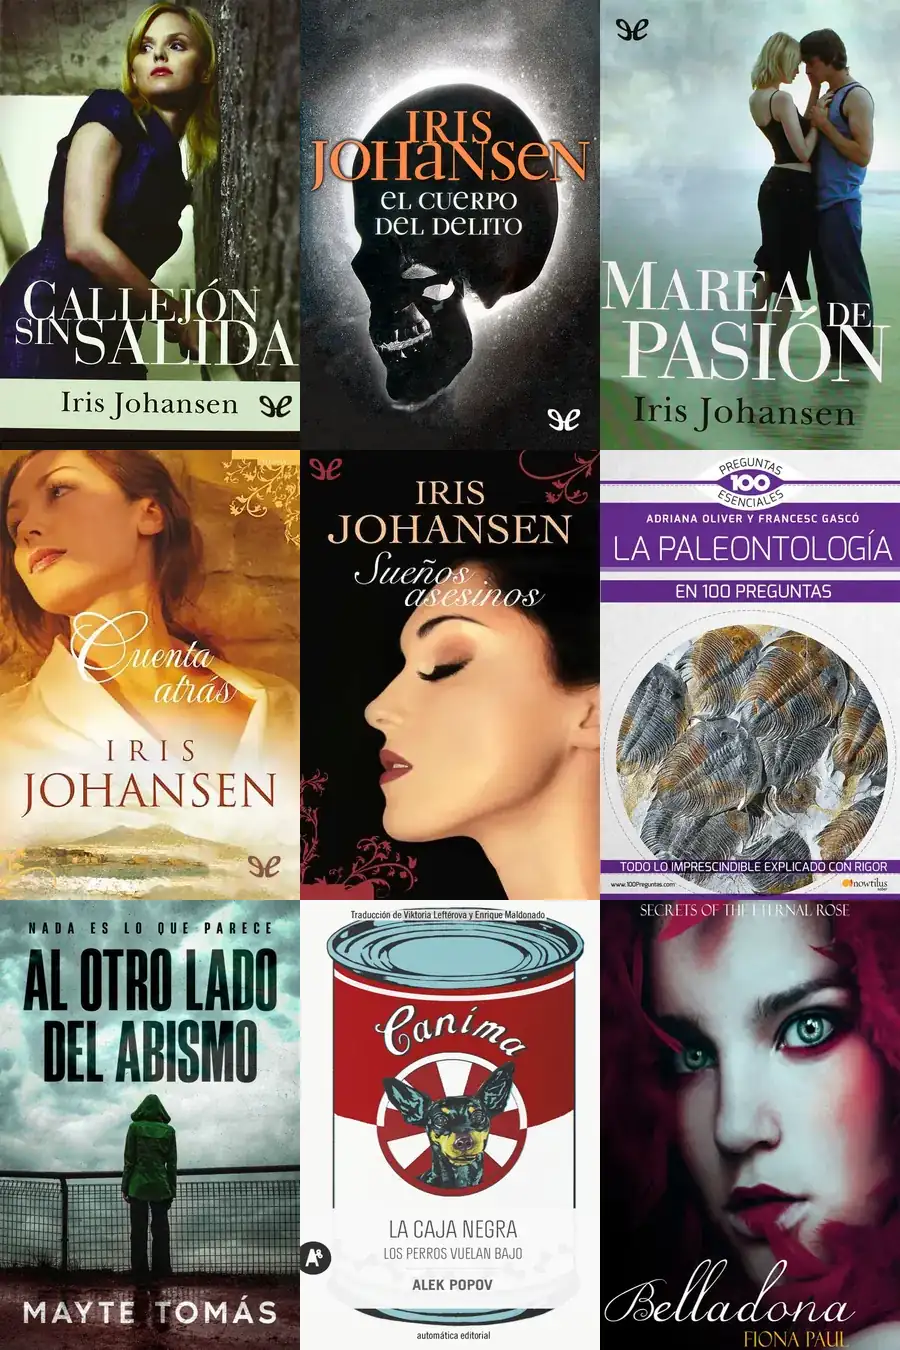 CALLEJÓN
SIN SALIDA
Iris Johansen
IRIS
JOHANSEN
EL CUERPO
DEL DELITO
MAREA DE
PASIÓN
Iris Johansen
Cuenta
atrás
IRIS
JOHANSEN
IRIS
JOHANSEN
Sueños
asesinos
PREGUNTAS
100
ESENCIALES
ADRIANA OLIVER Y FRANCESC GASCÓ
LA PALEONTOLOGÍA
EN 100 PREGUNTAS
TODO LO IMPRESCINDIBLE EXPLICADO CON RIGOR
www.100Preguntas.com
nowtilus
NADA ES LO QUE PARECE
AL OTRO LADO
DEL ABISMO
MAYTE TOMÁS
Traducción de Viktoria Leftérova y Enrique Maldonado
Canima
LA CAJA NEGRA
LOS PERROS VUELAN BAJO
ALEK POPOV
automática editorial
SECRETS OF THE ETERNAL ROSE
Belladona
FIONA PAUL